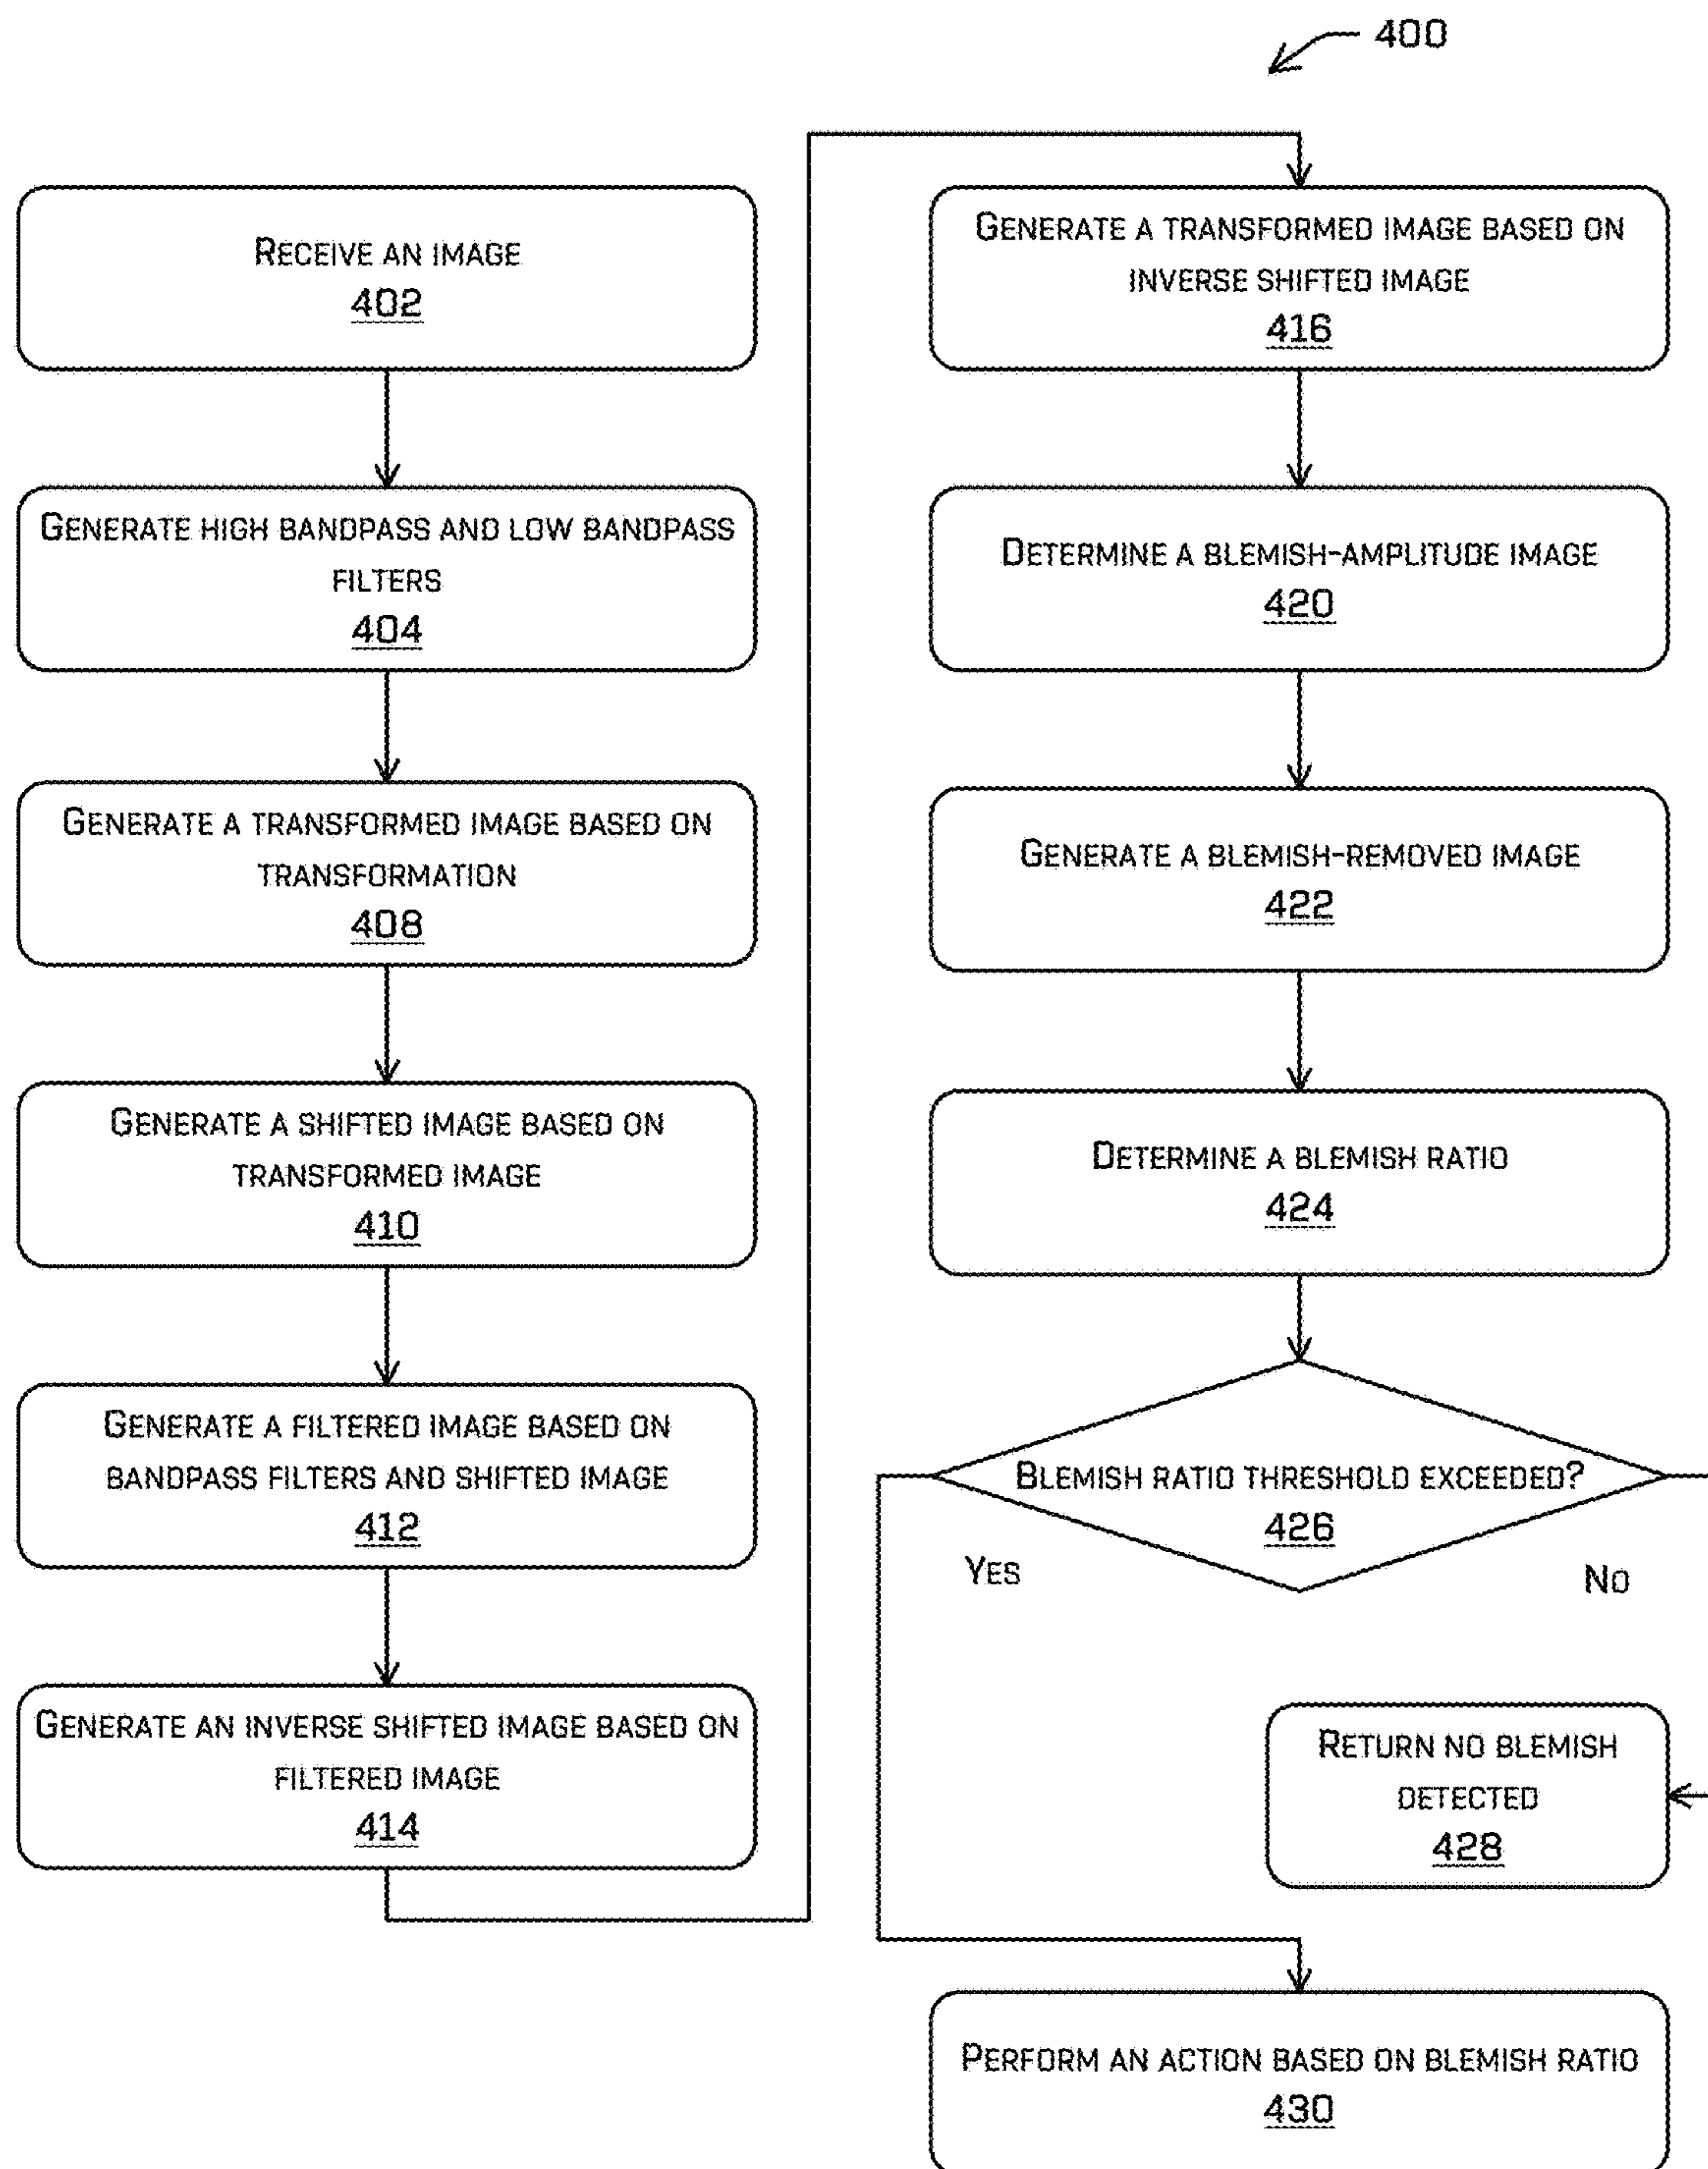 400
Receive an image
402
Generate high bandpass and low bandpass
filters
404
Generate a transformed image based on
transformation
408
Generate a shifted image based on
transformed image
410
Generate a filtered image based on
bandpass filters and shifted image
412
Generate an inverse shifted image based on
filtered image
414
Generate a transformed image based on
inverse shifted image
416
Determine a blemish-amplitude image
420
Generate a blemish-removed image
422
Determine a blemish ratio
424
Blemish ratio threshold exceeded?
426
Yes
No
Return no blemish
detected
428
Perform an action based on blemish ratio
430